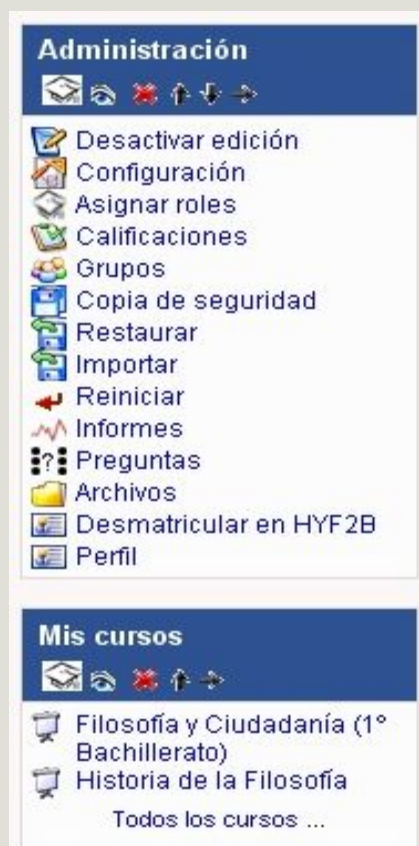 Administración
Desactivar edición
Configuración
Asignar roles
Calificaciones
Grupos
Copia de seguridad
Restaurar
Importar
Reiniciar
Informes
Preguntas
Archivos
Desmatricular en HYF2B
Perfil
Mis cursos
Filosofía y Ciudadanía (1º
Bachillerato)
Historia de la Filosofía
Todos los cursos ...